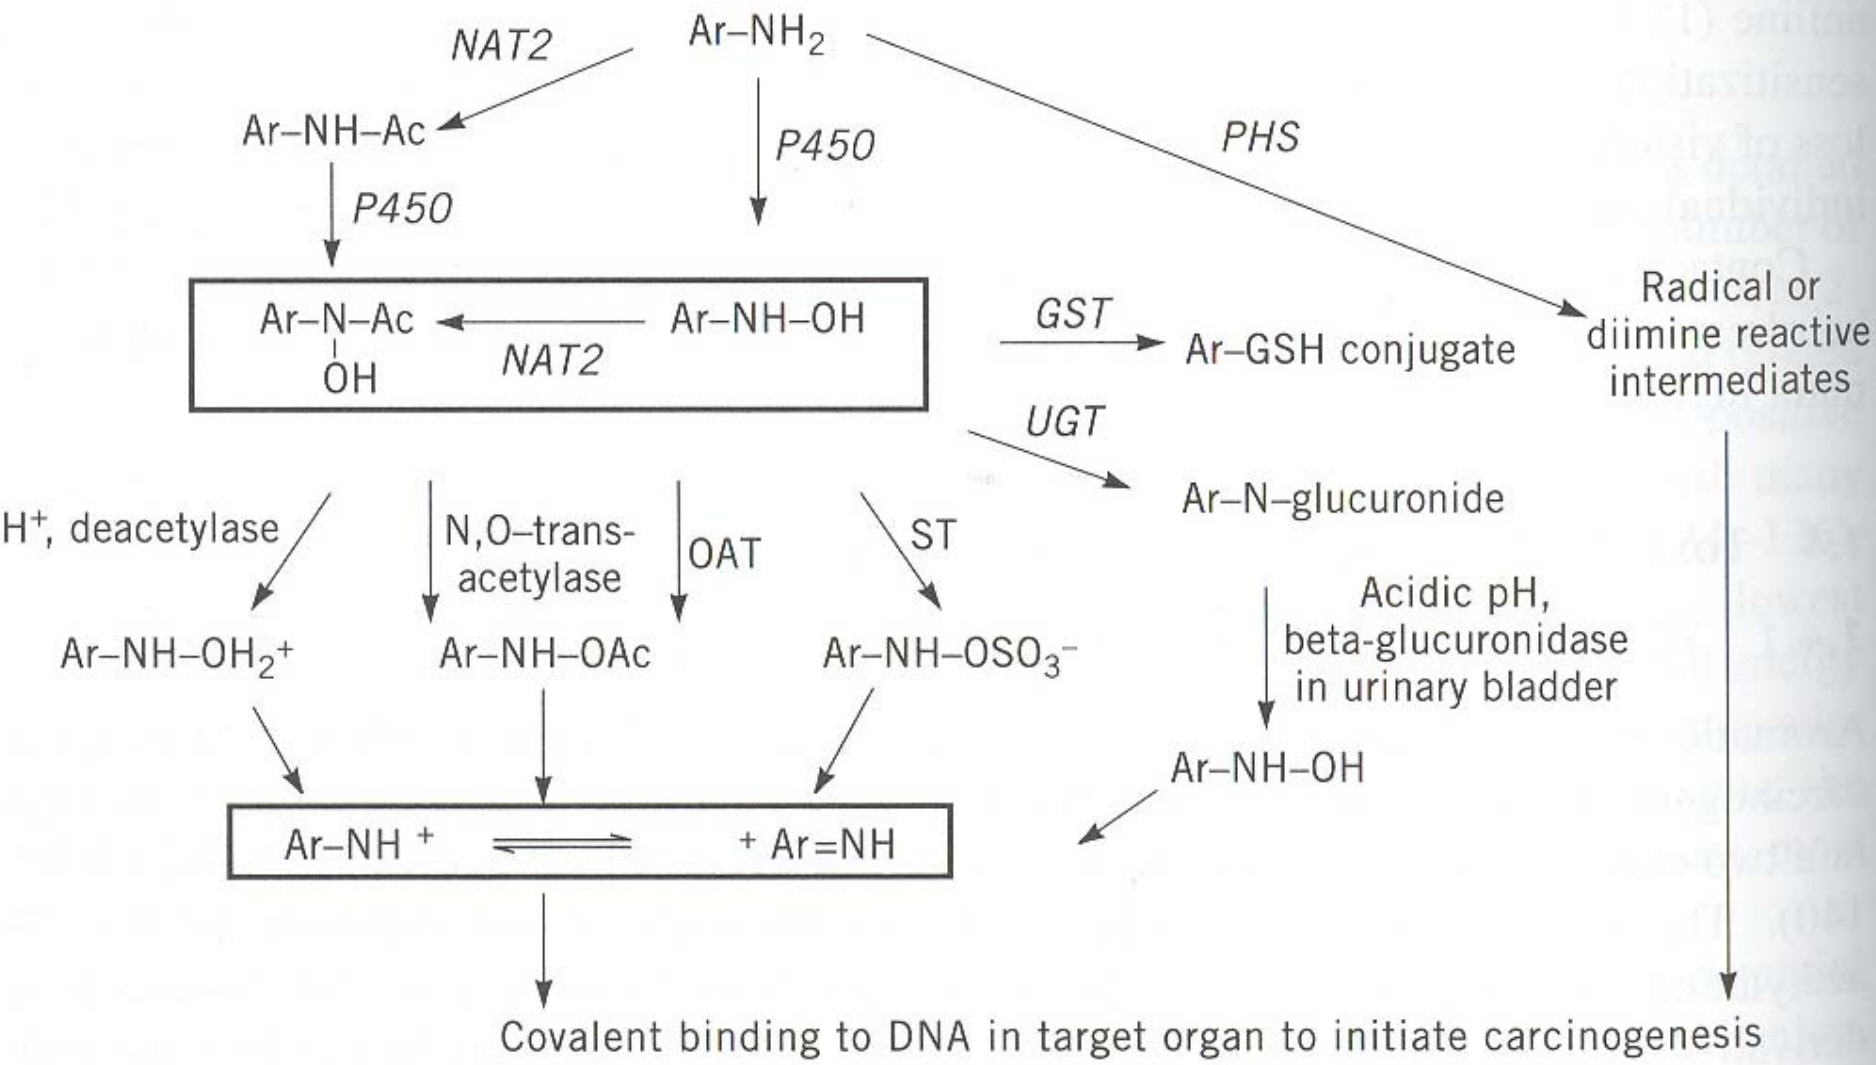 Ar–NH₂
NAT2
PHS
Ar–NH–Ac
P450
P450
Ar–N–Ac
OH
NAT2
Ar–NH–OH
GST
Ar–GSH conjugate
Radical or
diimine reactive
intermediates
UGT
Ar–N–glucuronide
H⁺, deacetylase
N,O–trans-
acetylase
OAT
ST
Acidic pH,
beta-glucuronidase
in urinary bladder
Ar–NH–OH₂⁺
Ar–NH–OAc
Ar–NH–OSO₃⁻
Ar–NH–OH
Ar–NH ⁺
⁺ Ar=NH
Covalent binding to DNA in target organ to initiate carcinogenesis